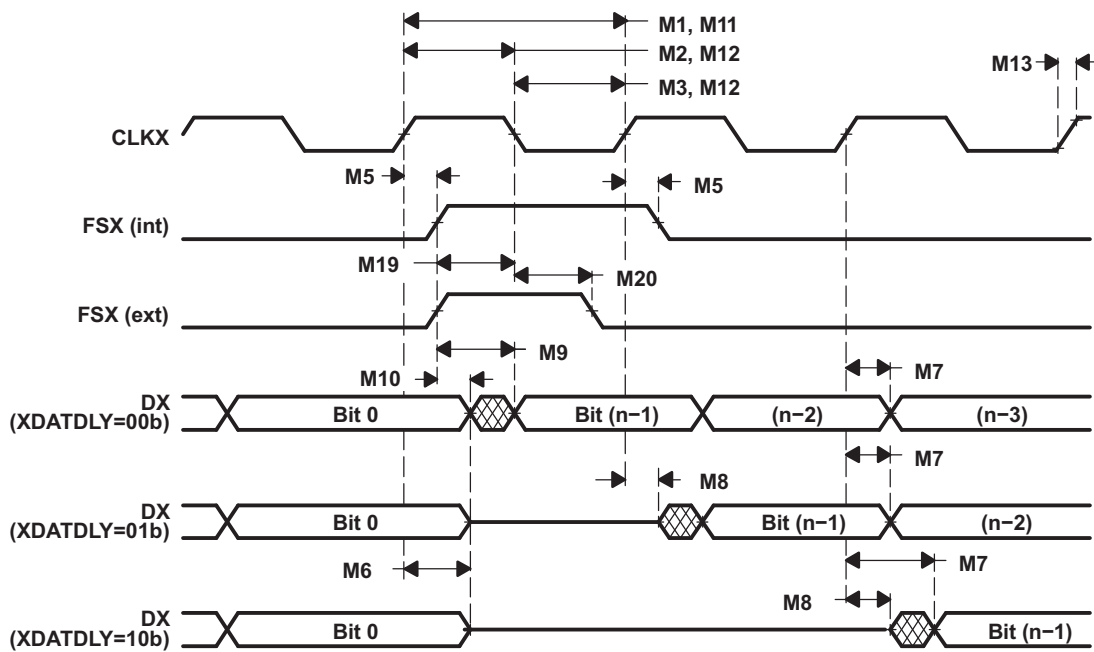 M1, M11
M2, M12
M13
M3, M12
CLKX
M5
M5
FSX (int)
M19
M20
FSX (ext)
M9
M10
M7
DX
(XDATDLY=00b)
Bit 0
Bit (n−1)
(n−2)
(n−3)
M7
M8
DX
(XDATDLY=01b)
Bit 0
Bit (n−1)
(n−2)
M6
M7
M8
DX
(XDATDLY=10b)
Bit 0
Bit (n−1)